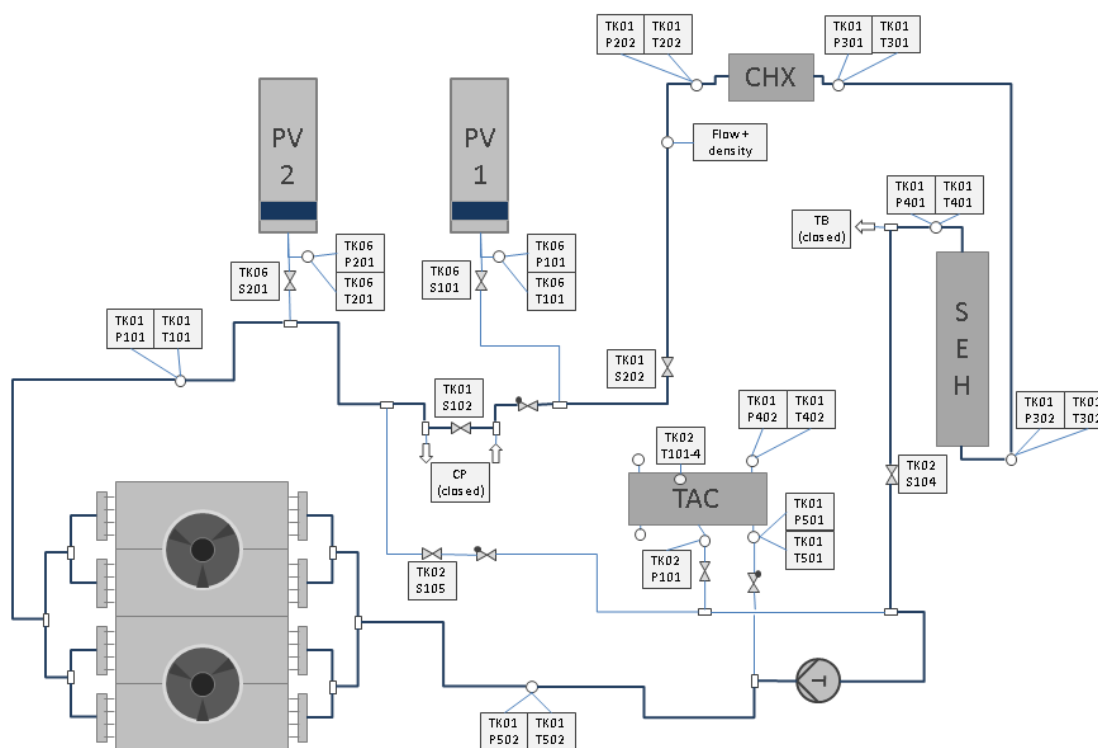 TK01
P202
TK01
T202
TK01
P301
TK01
T301
CHX
PV
2
PV
1
Flow +
density
TK01
P401
TK01
T401
TB
(closed)
TK06
S201
TK06
P201
TK06
T201
TK06
S101
TK06
P101
TK06
T101
SEH
TK01
P101
TK01
T101
TK01
S102
TK01
S202
CP
(closed)
TK02
T101-4
TK01
P402
TK01
T402
TK01
P302
TK01
T302
TK02
S104
TAC
TK01
P501
TK01
T501
TK02
S105
TK02
P101
T
TK01
P502
TK01
T502